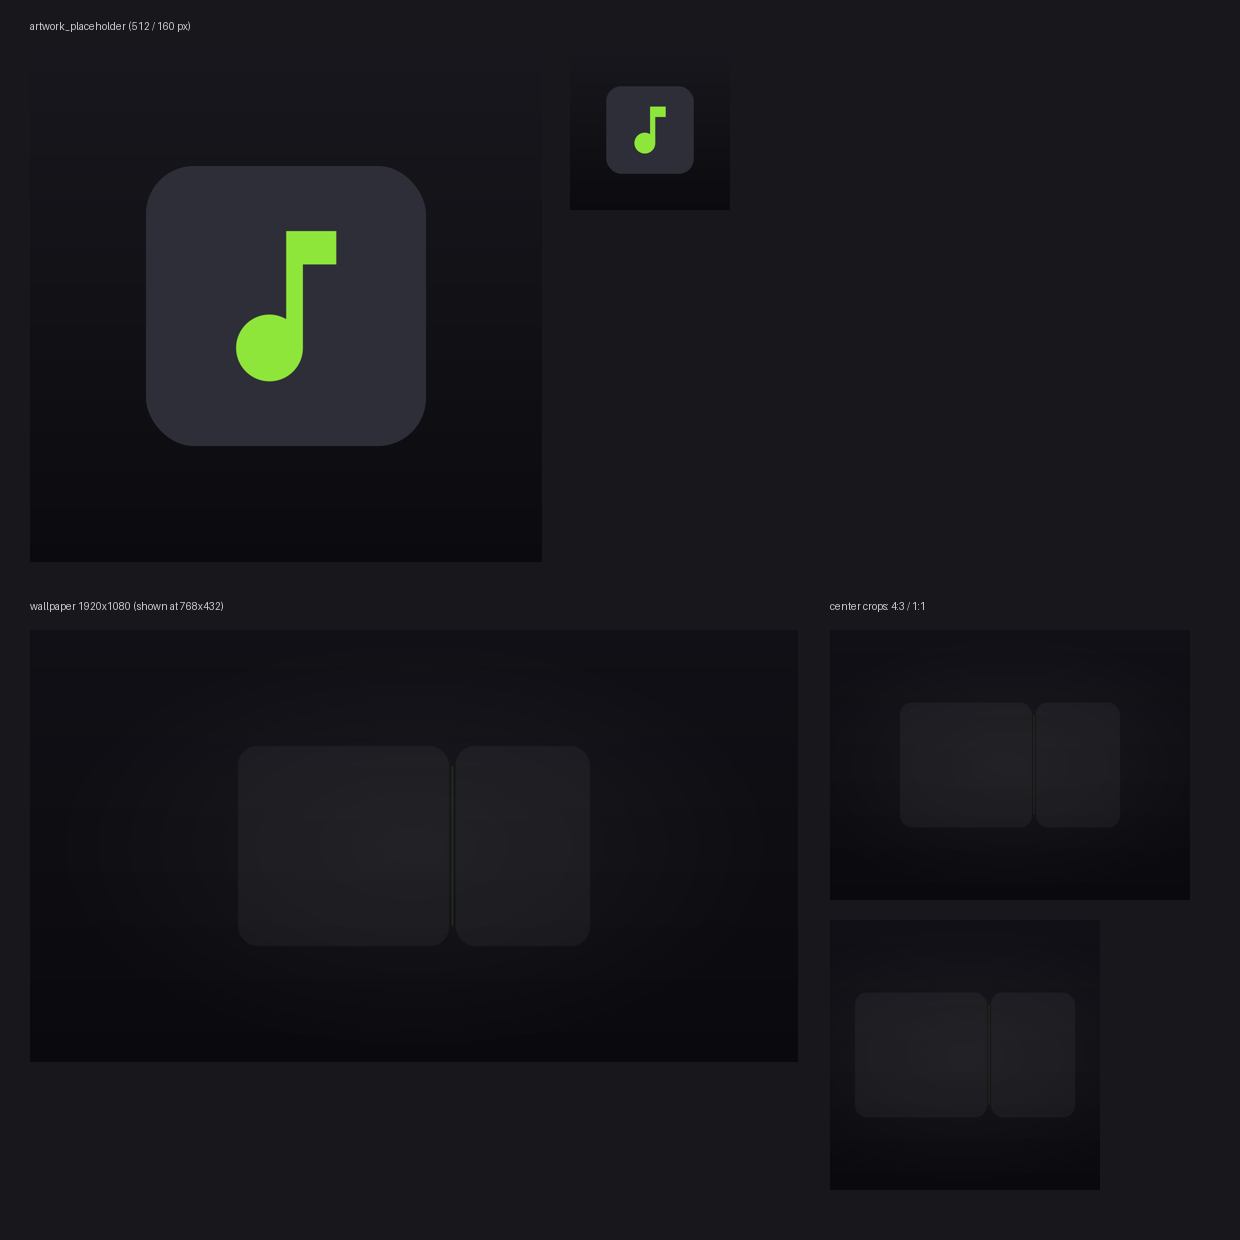 artwork_placeholder (512 / 160 px)
wallpaper 1920x1080 (shown at 768x432)
center crops: 4:3 / 1:1